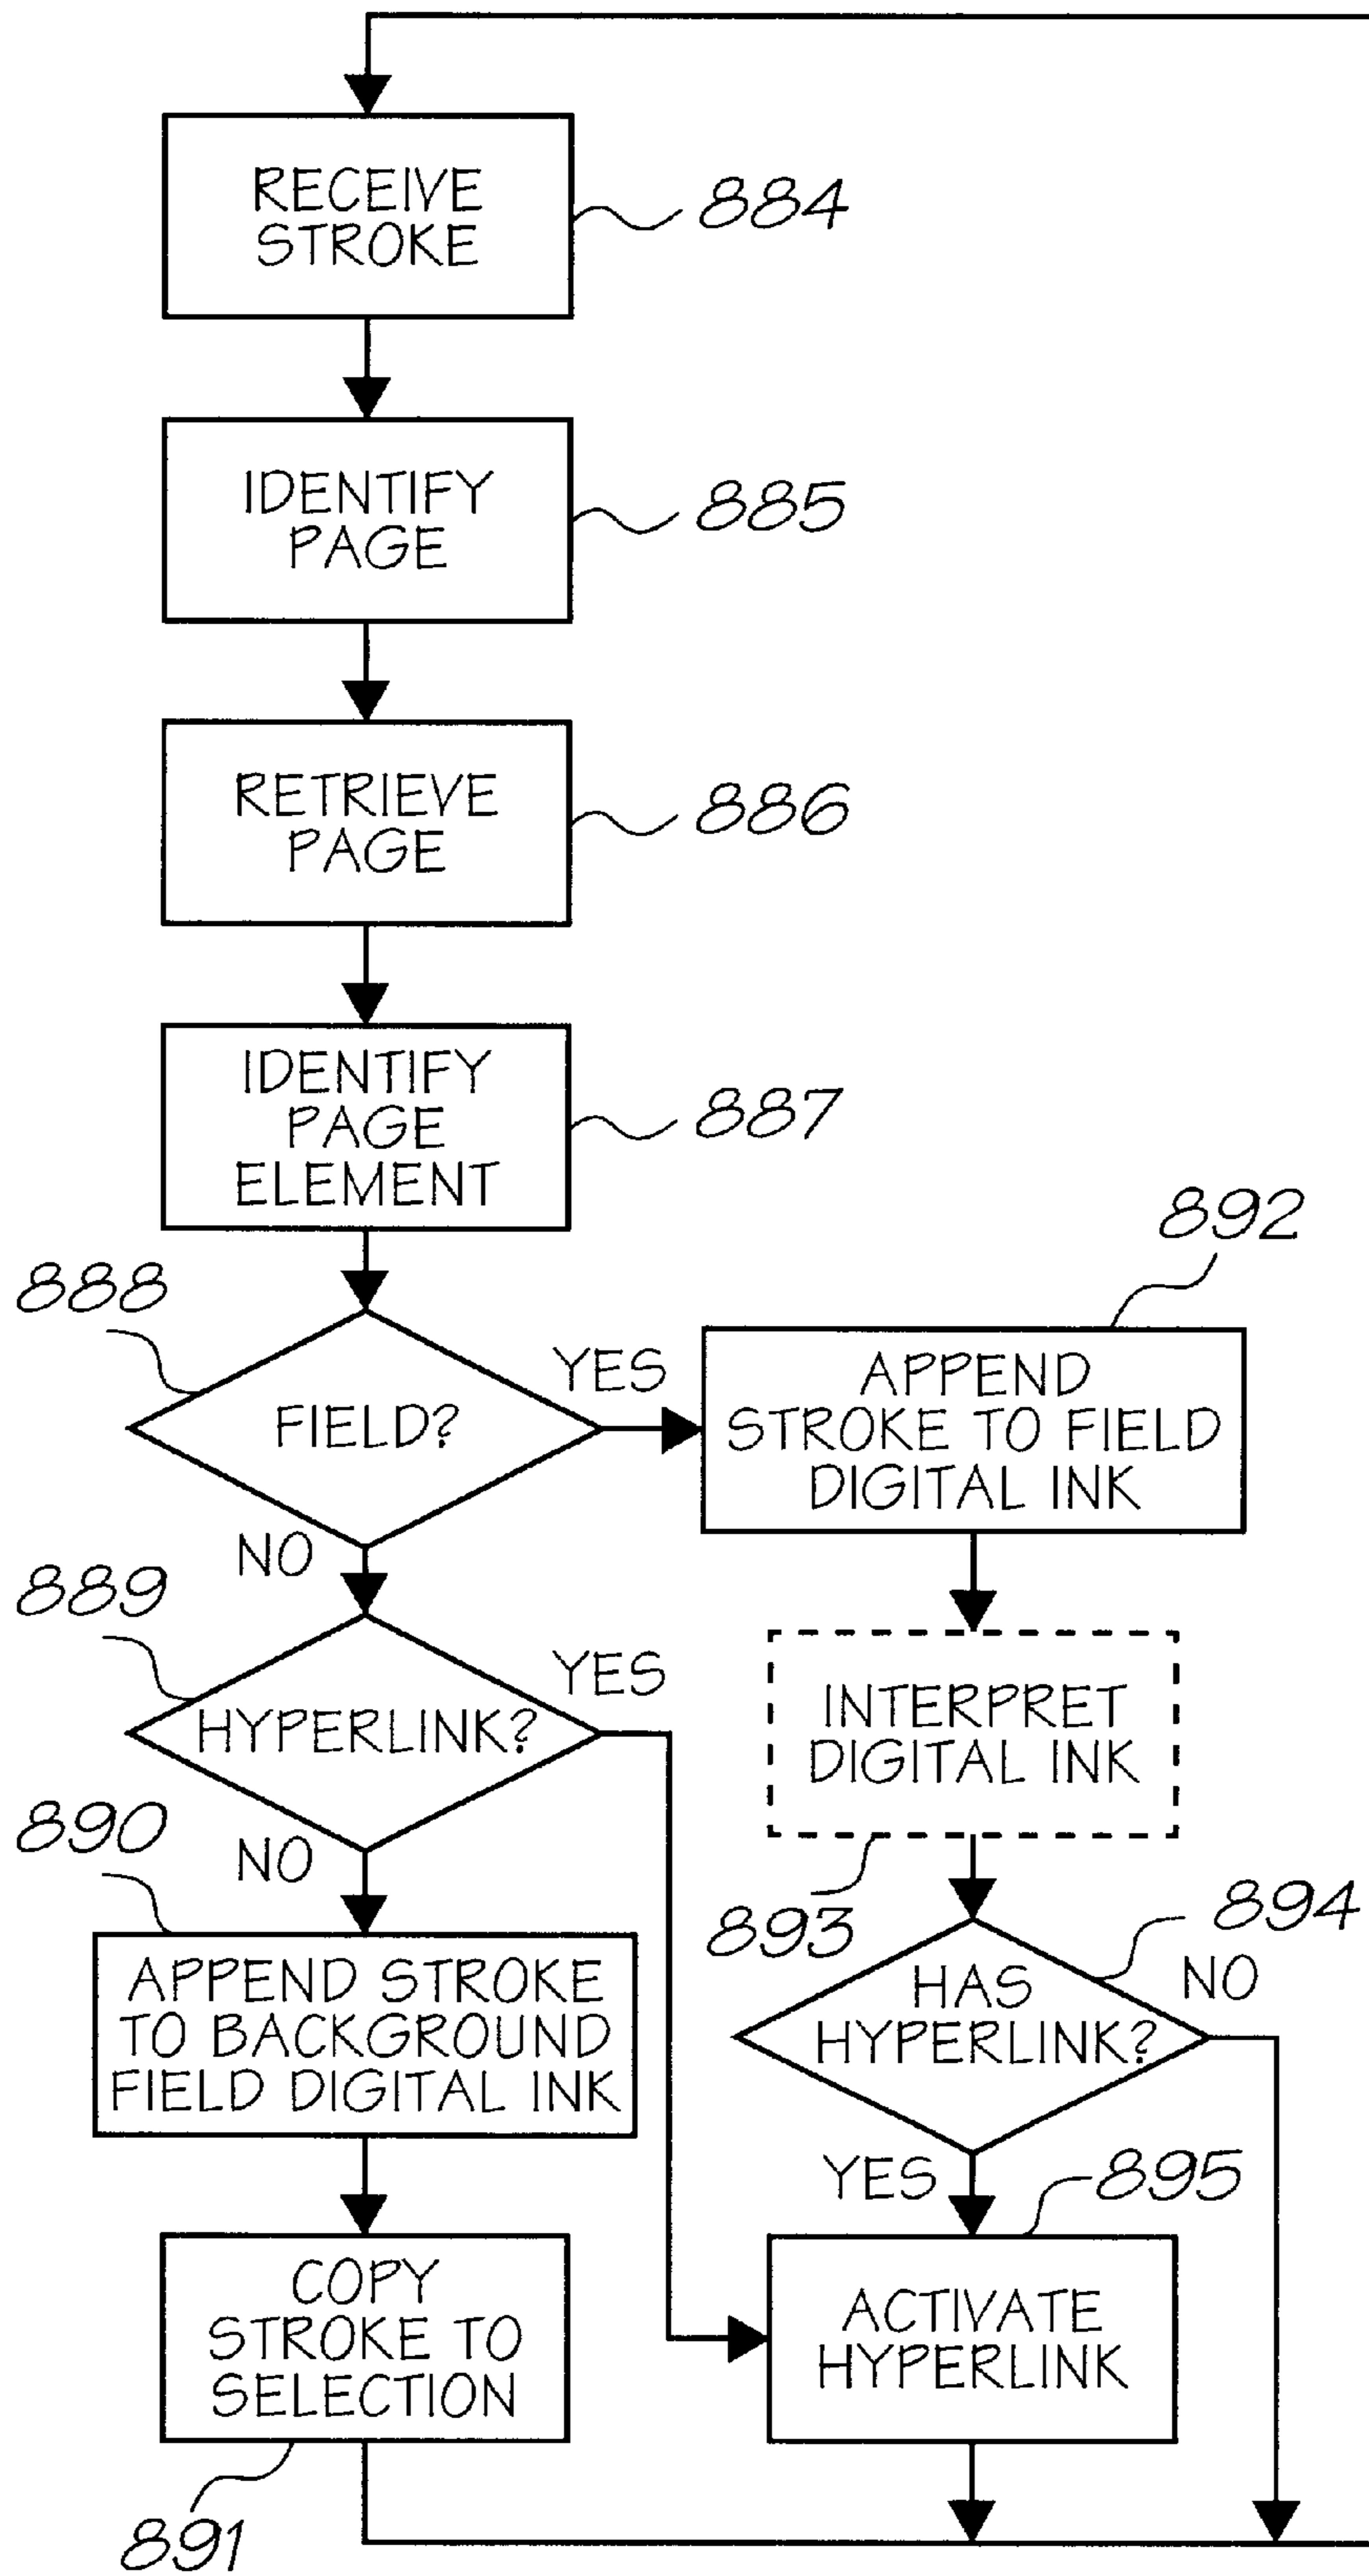 RECEIVE
STROKE
884
IDENTIFY
PAGE
885
RETRIEVE
PAGE
886
IDENTIFY
PAGE
ELEMENT
887
888
FIELD?
YES
NO
892
APPEND
STROKE TO FIELD
DIGITAL INK
889
HYPERLINK?
YES
NO
INTERPRET
DIGITAL INK
893
890
APPEND STROKE
TO BACKGROUND
FIELD DIGITAL INK
894
HAS
HYPERLINK?
NO
YES
895
COPY
STROKE TO
SELECTION
891
ACTIVATE
HYPERLINK